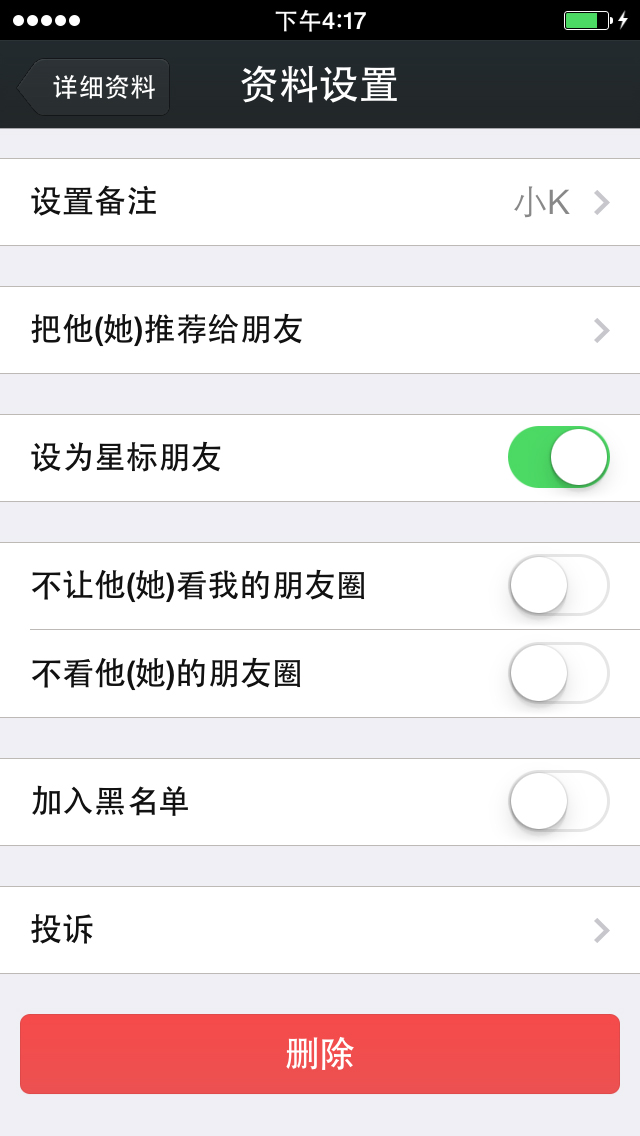 下午4:17
详细资料
资料设置
设置备注
小K
把他(她)推荐给朋友
设为星标朋友
不让他(她)看我的朋友圈
不看他(她)的朋友圈
加入黑名单
投诉
删除